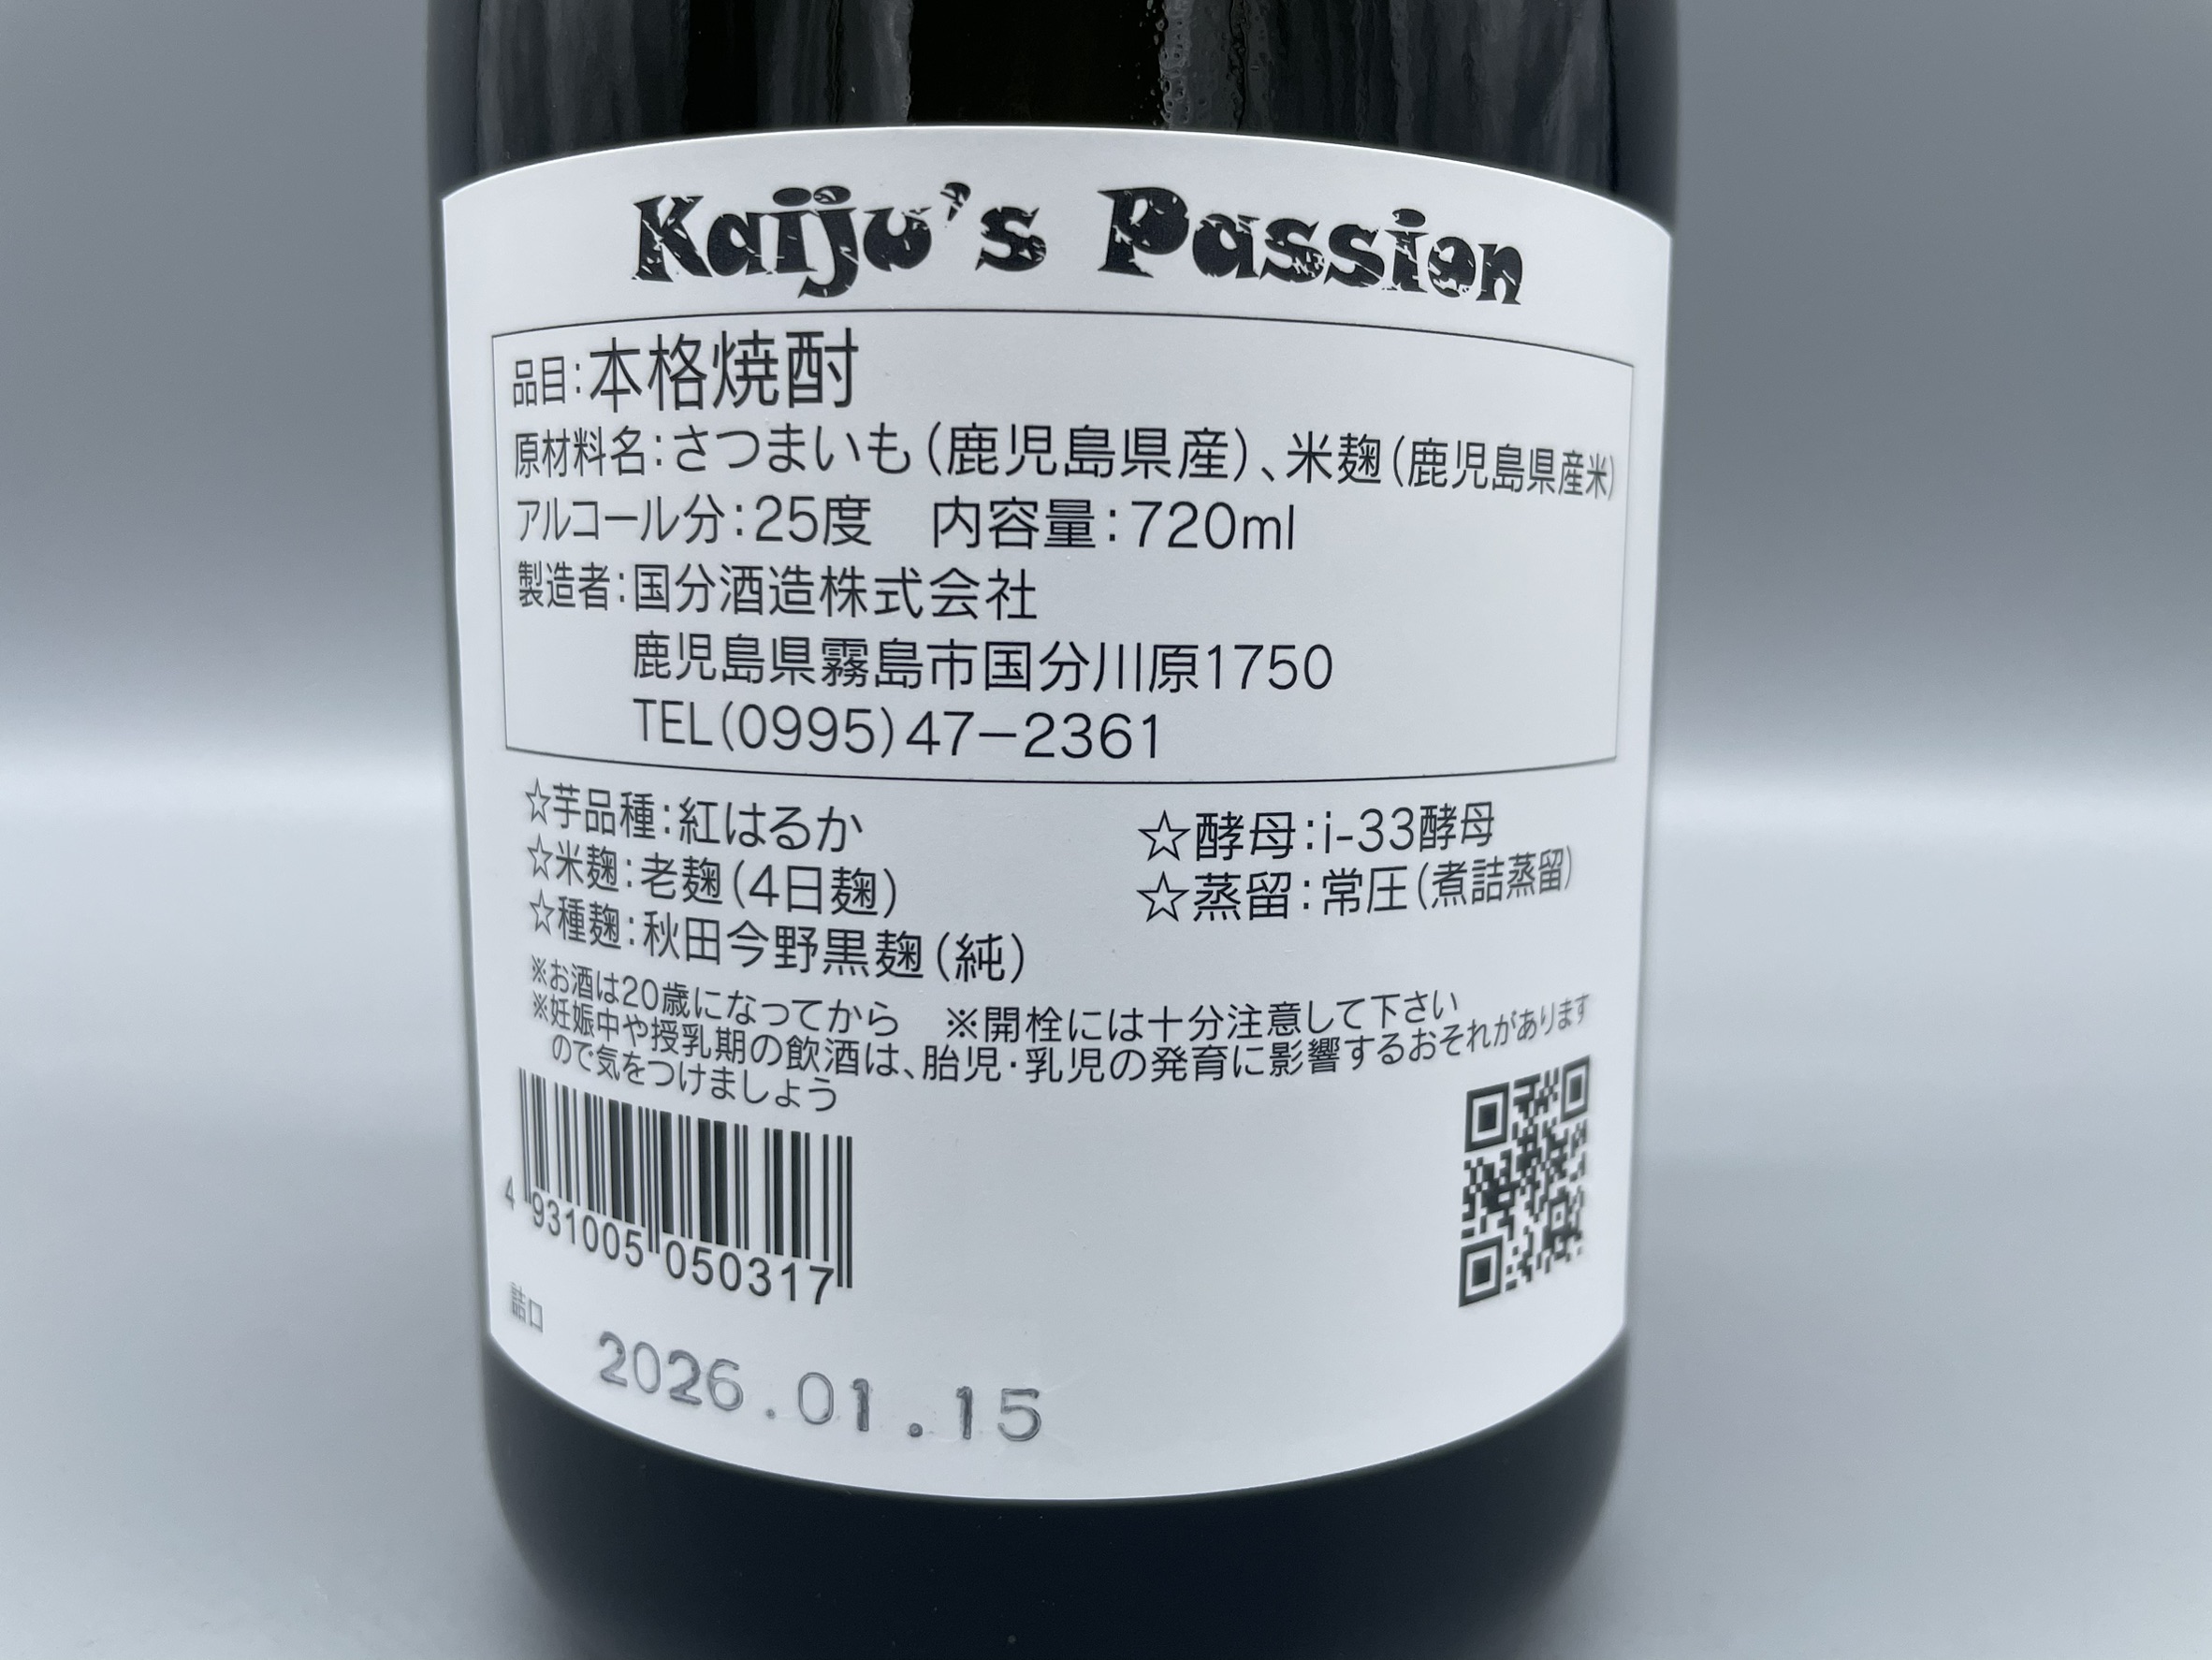 Kaiju's Passion
品目:本格焼酎
原材料名:さつまいも(鹿児島県産)、米麹(鹿児島県産米)
アルコール分:25度 内容量:720ml
製造者:国分酒造株式会社
鹿児島県霧島市国分川原1750
TEL(0995)47-2361
☆芋品種:紅はるか ☆酵母:i-33酵母
☆米麹:老麹(4日麹) ☆蒸留:常圧(煮詰蒸留)
☆種麹:秋田今野黒麹(純)
※お酒は20歳になってから ※開栓には十分注意して下さい
※妊娠中や授乳期の飲酒は、胎児・乳児の発育に影響するおそれがあります
ので気をつけましょう
4 931005 050317
詰口
2026.01.15